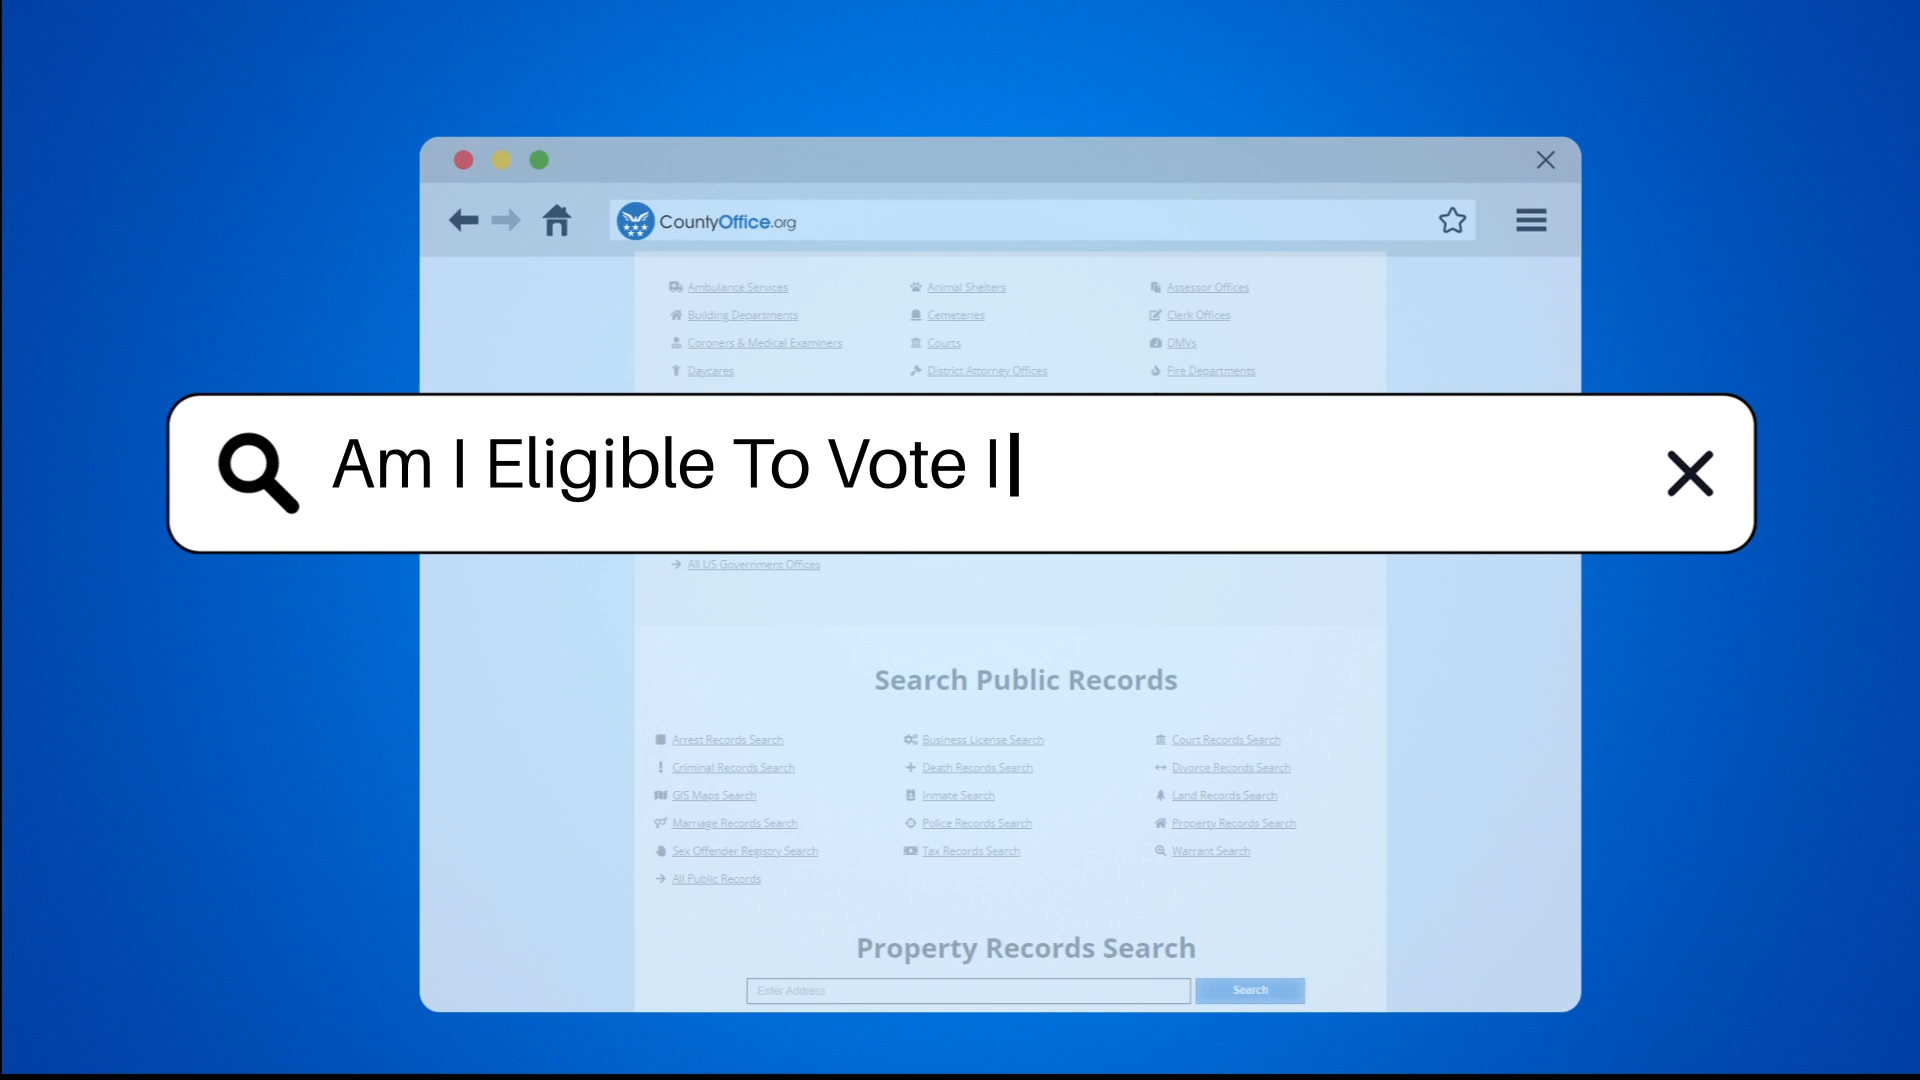 CountyOffice.org
Ambulance Services Animal Shelters Assessor Offices
Building Departments Cemeteries Clerk Offices
Coroners & Medical Examiners Courts DMVs
Daycares District Attorney Offices Fire Departments
Am I Eligible To Vote I
All US Government Offices
Search Public Records
Arrest Records Search Business License Search Court Records Search
Criminal Records Search Death Records Search Divorce Records Search
GIS Maps Search Inmate Search Land Records Search
Marriage Records Search Police Records Search Property Records Search
Sex Offender Registry Search Tax Records Search Warrant Search
All Public Records
Property Records Search
Enter Address Search